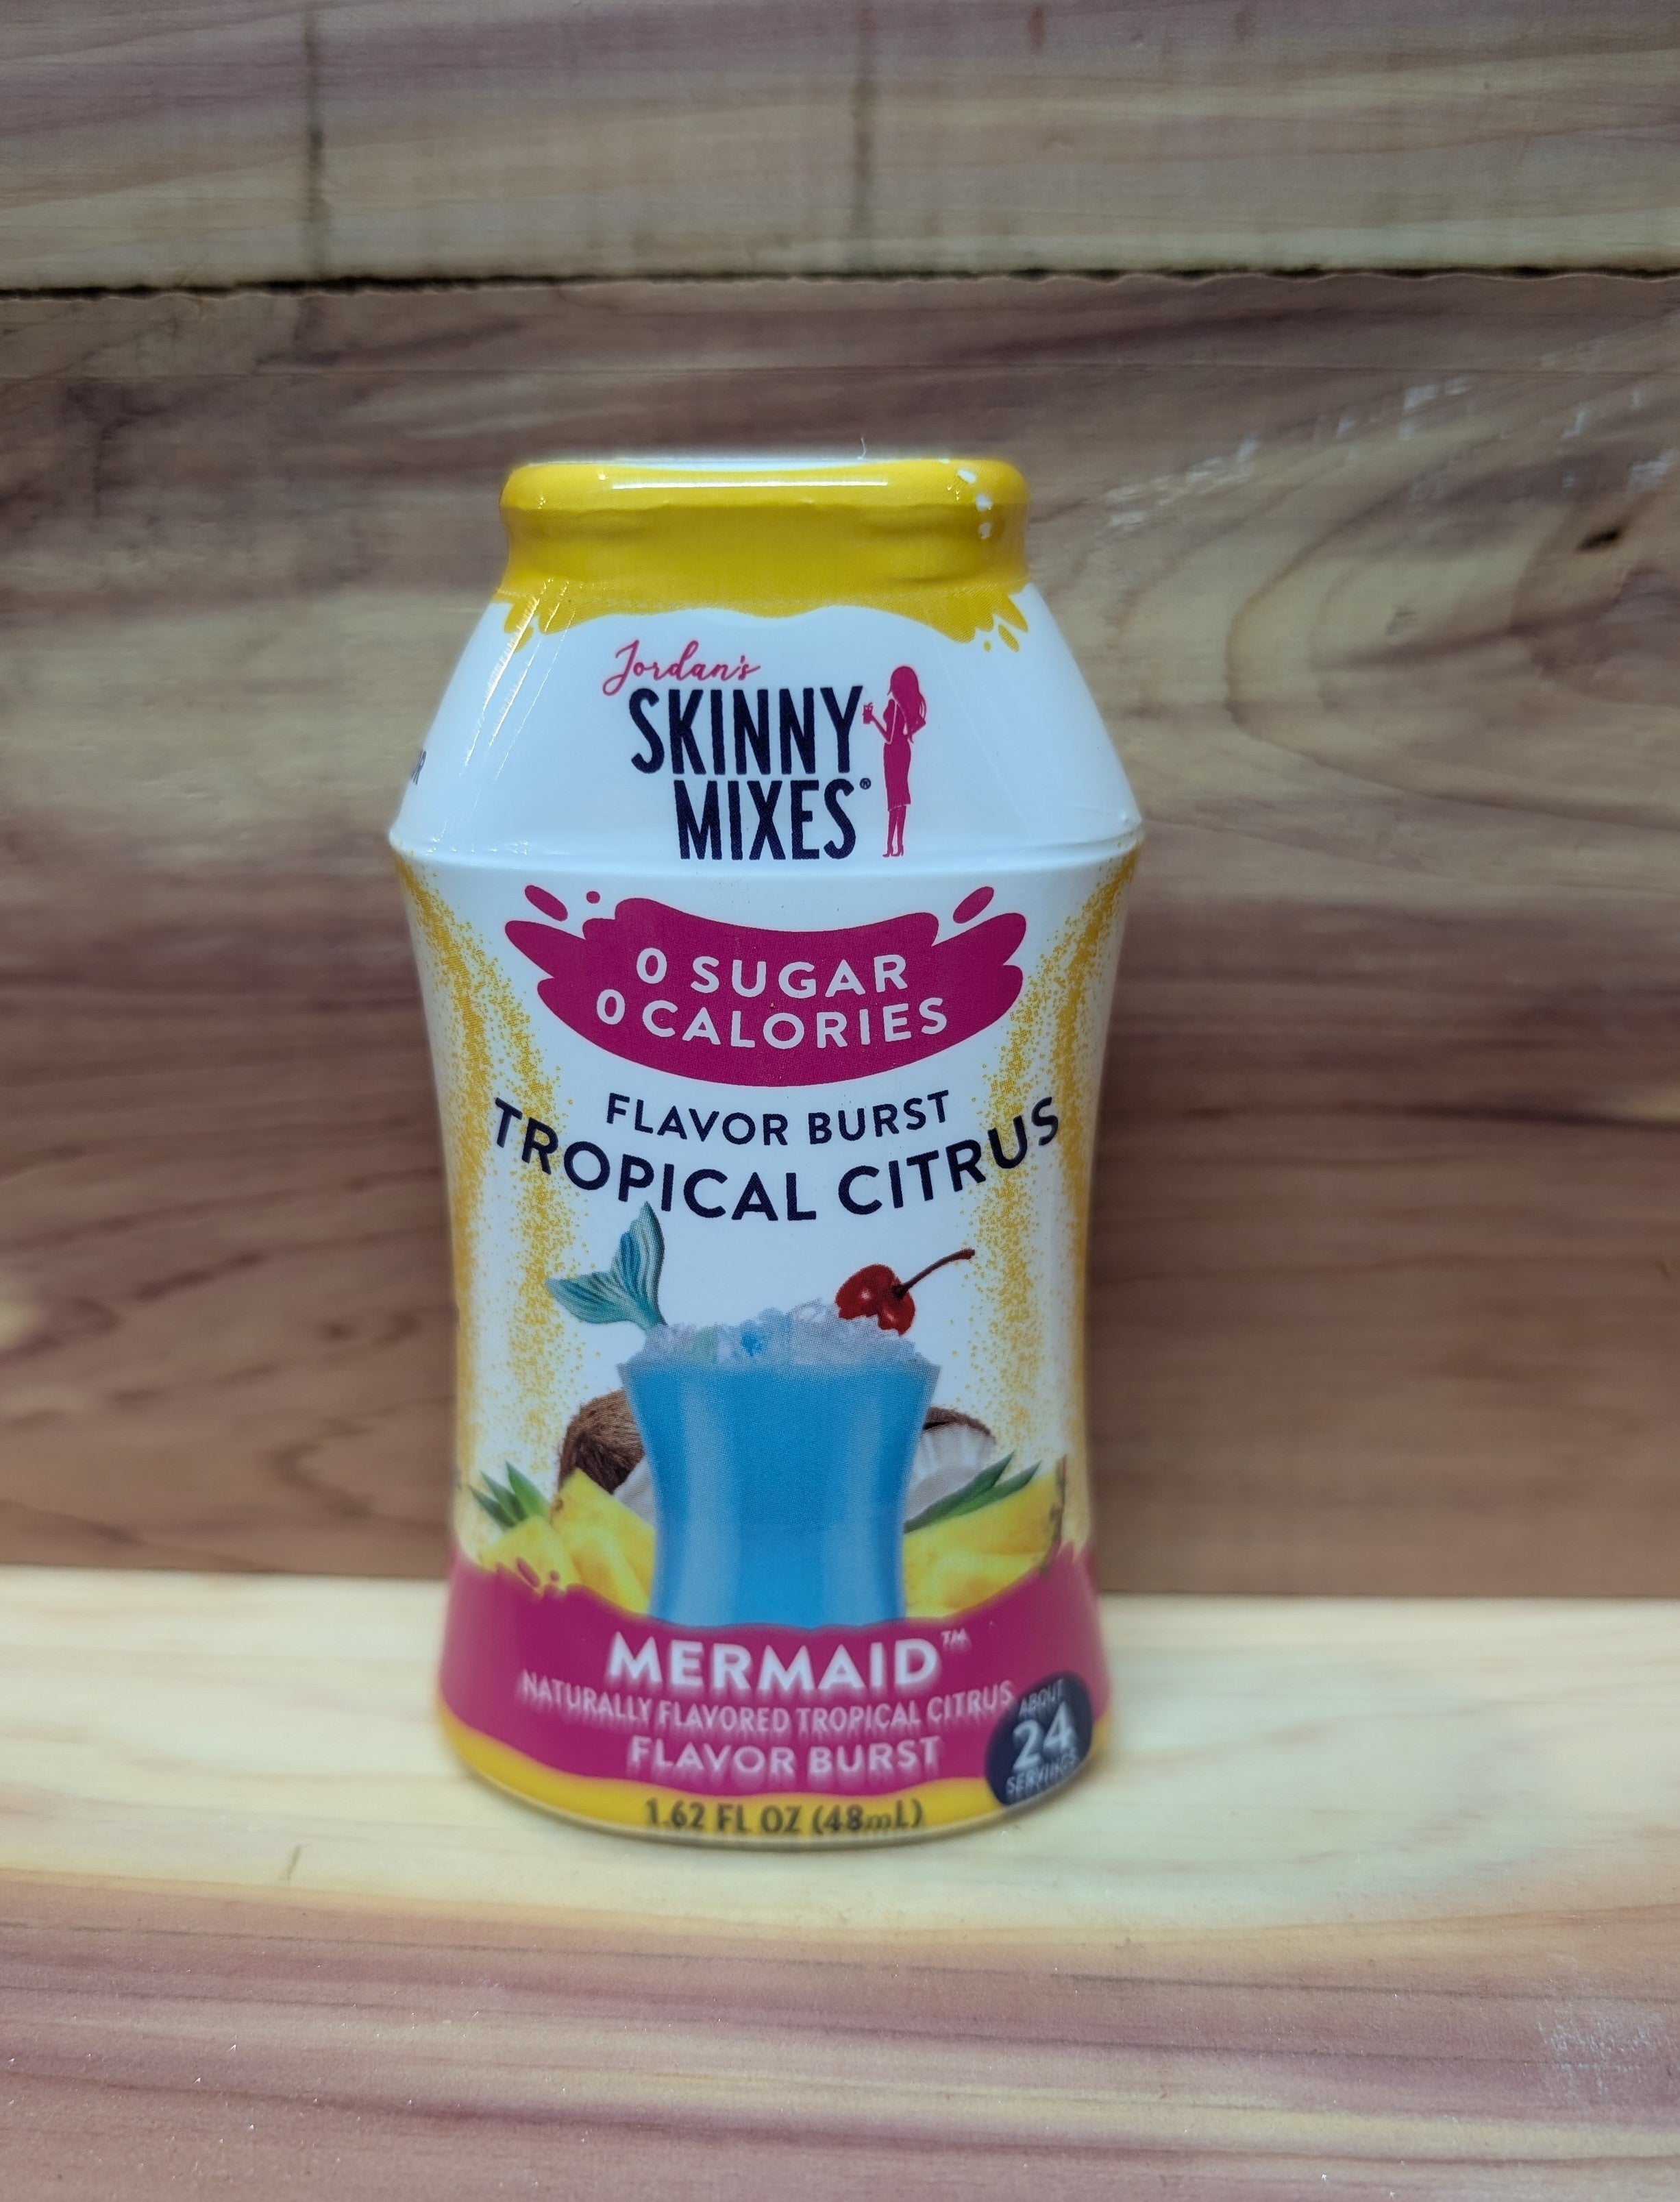 Jordan's
SKINNY
MIXES®
0 SUGAR
0 CALORIES
FLAVOR BURST
TROPICAL CITRUS
MERMAID™
NATURALLY FLAVORED TROPICAL CITRUS
FLAVOR BURST
ABOUT
24
SERVINGS
1.62 FL OZ (48mL)